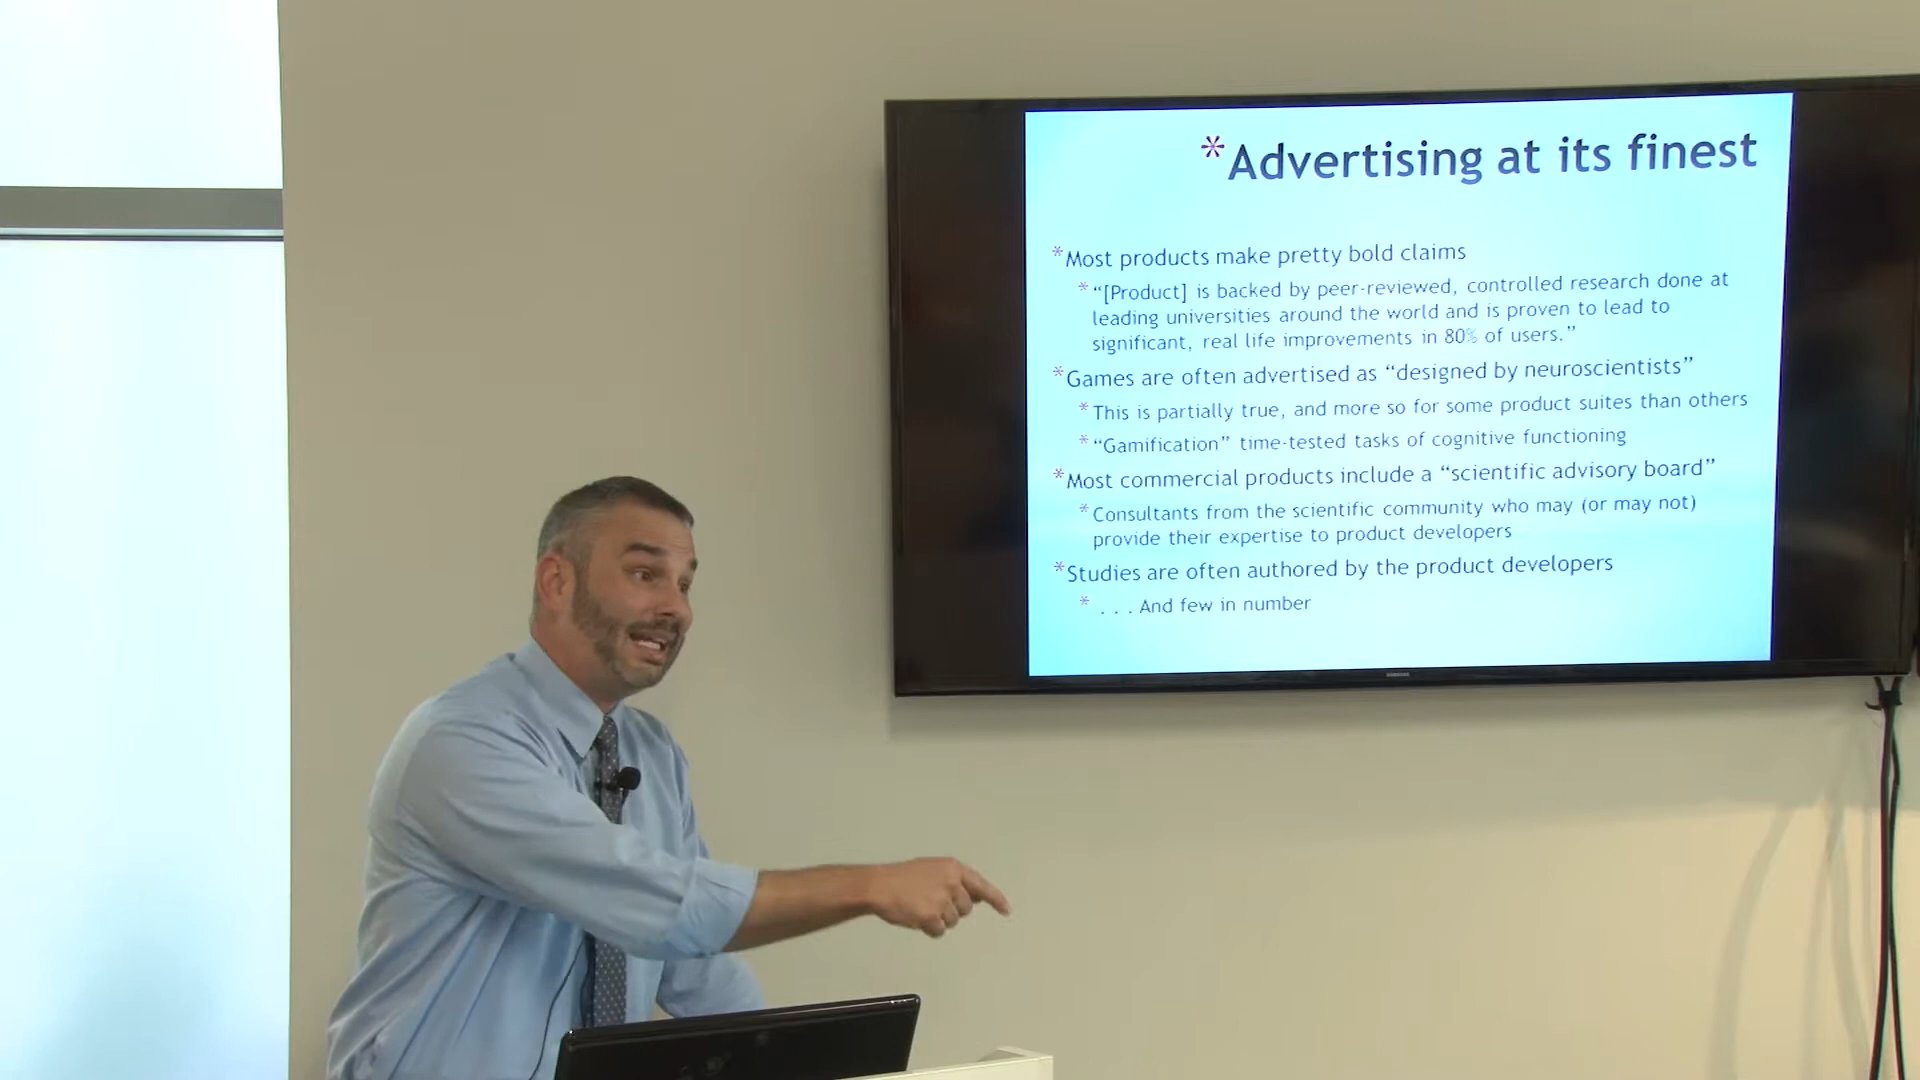 *Advertising at its finest
*Most products make pretty bold claims
*“[Product] is backed by peer-reviewed, controlled research done at
leading universities around the world and is proven to lead to
significant, real life improvements in 80% of users.”
*Games are often advertised as “designed by neuroscientists”
*This is partially true, and more so for some product suites than others
*“Gamification” time-tested tasks of cognitive functioning
*Most commercial products include a “scientific advisory board”
*Consultants from the scientific community who may (or may not)
provide their expertise to product developers
*Studies are often authored by the product developers
*. . . And few in number